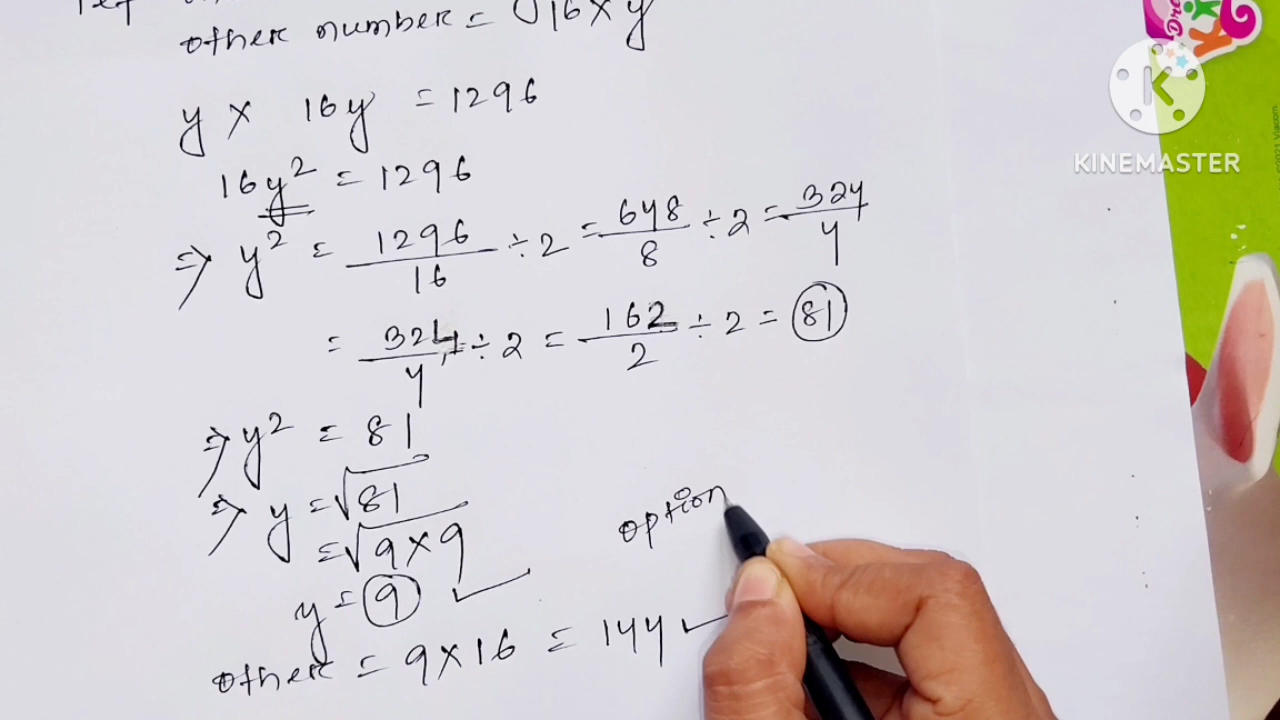 other number = 16 × y
y × 16y = 1296
16y² = 1296
⇒ y² = 1296/16 ÷ 2 = 648/8 ÷ 2 = 324/4
= 324/4 ÷ 2 = 162/2 ÷ 2 = 81
⇒ y² = 81
⇒ y = √81
= √9×9
y = 9
other = 9×16 = 144
option
KINEMASTER